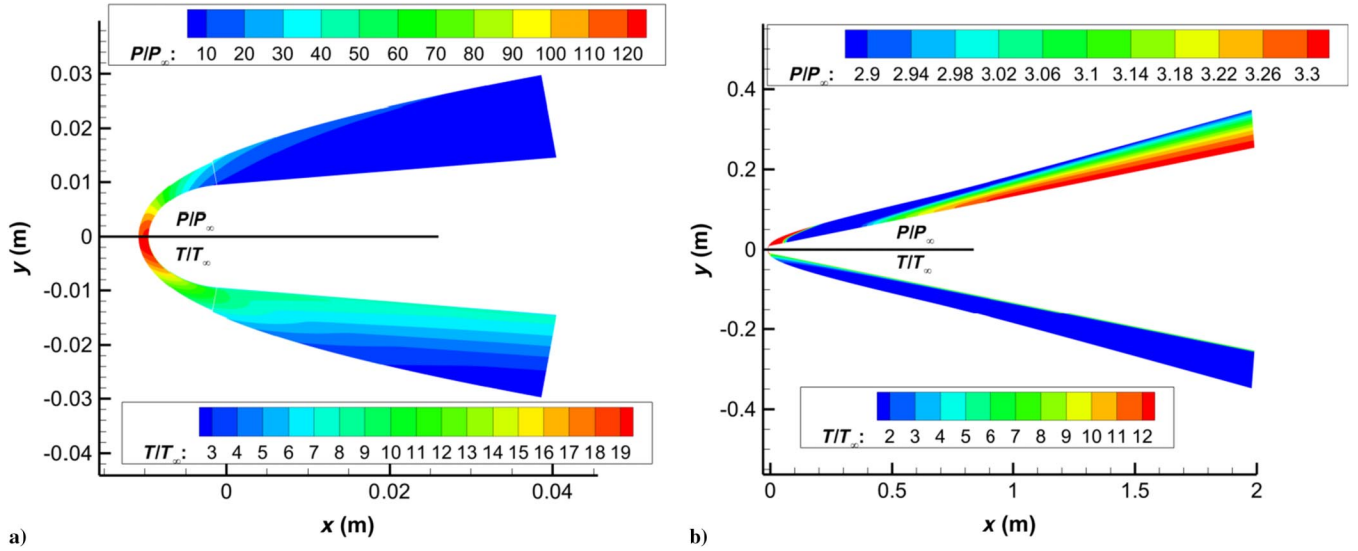 P/P∞: 10 20 30 40 50 60 70 80 90 100 110 120
0.03
0.02
0.01
0
-0.01
-0.02
-0.03
-0.04
y (m)
P/P∞
T/T∞
T/T∞: 3 4 5 6 7 8 9 10 11 12 13 14 15 16 17 18 19
0 0.02 0.04
x (m)
a)
P/P∞: 2.9 2.94 2.98 3.02 3.06 3.1 3.14 3.18 3.22 3.26 3.3
0.4
0.2
0
-0.2
-0.4
y (m)
P/P∞
T/T∞
T/T∞: 2 3 4 5 6 7 8 9 10 11 12
0 0.5 1 1.5 2
x (m)
b)